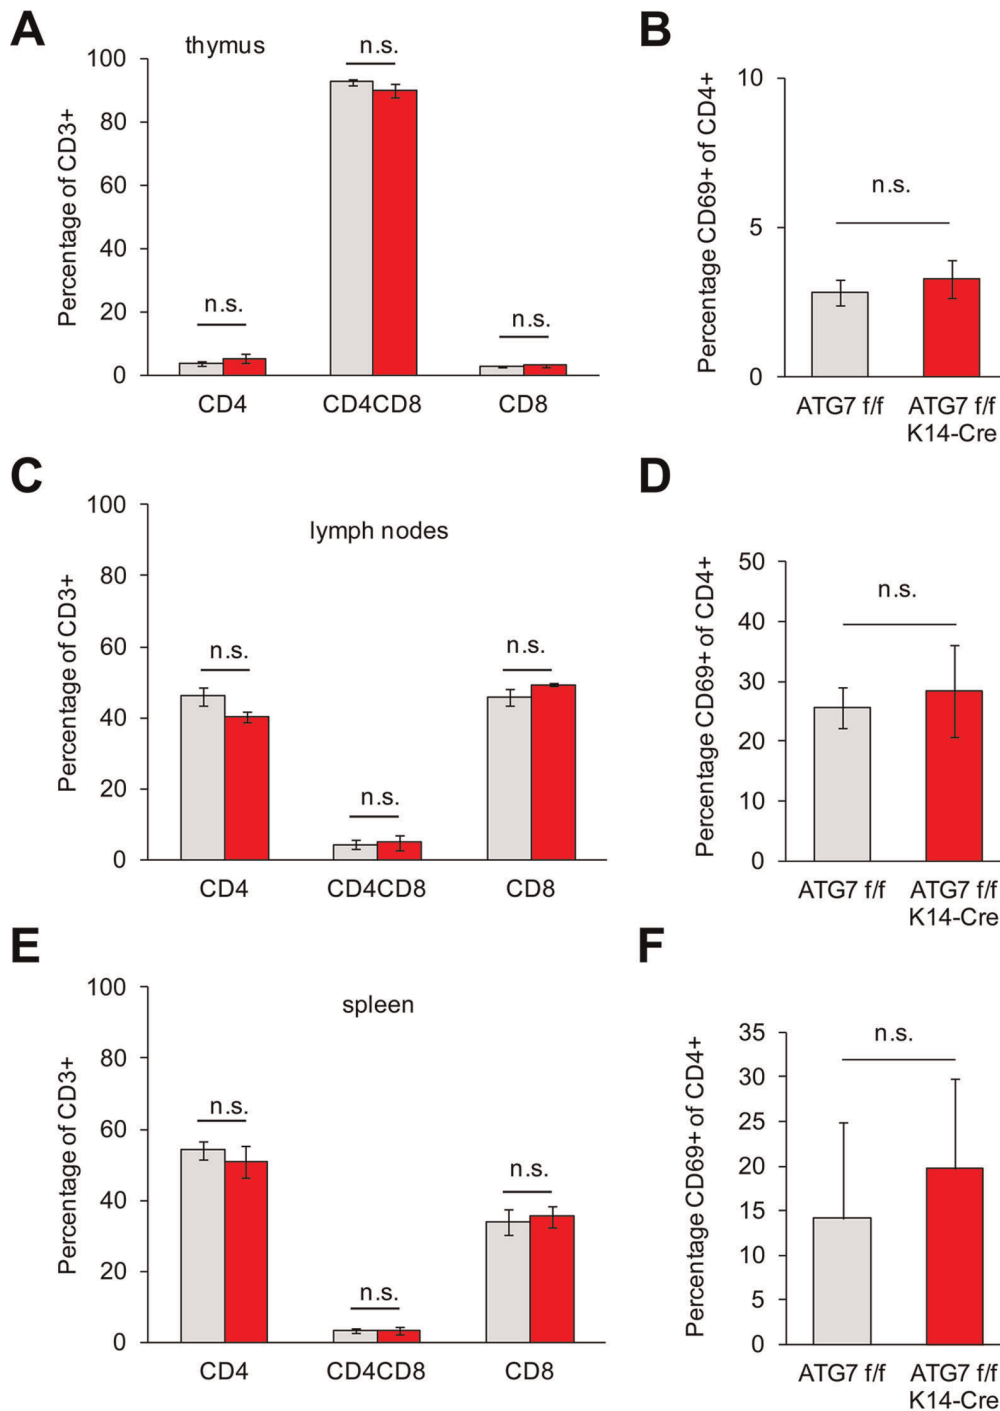 A
thymus
n.s.
100
80
60
40
20
0
Percentage of CD3+
n.s.
n.s.
CD4
CD4CD8
CD8
B
10
5
0
Percentage CD69+ of CD4+
n.s.
ATG7 f/f
ATG7 f/f
K14-Cre
C
100
80
60
40
20
0
Percentage of CD3+
lymph nodes
n.s.
n.s.
n.s.
CD4
CD4CD8
CD8
D
50
40
30
20
10
0
Percentage CD69+ of CD4+
n.s.
ATG7 f/f
ATG7 f/f
K14-Cre
E
100
80
60
40
20
0
Percentage of CD3+
spleen
n.s.
n.s.
n.s.
CD4
CD4CD8
CD8
F
35
30
25
20
15
10
5
0
Percentage CD69+ of CD4+
n.s.
ATG7 f/f
ATG7 f/f
K14-Cre